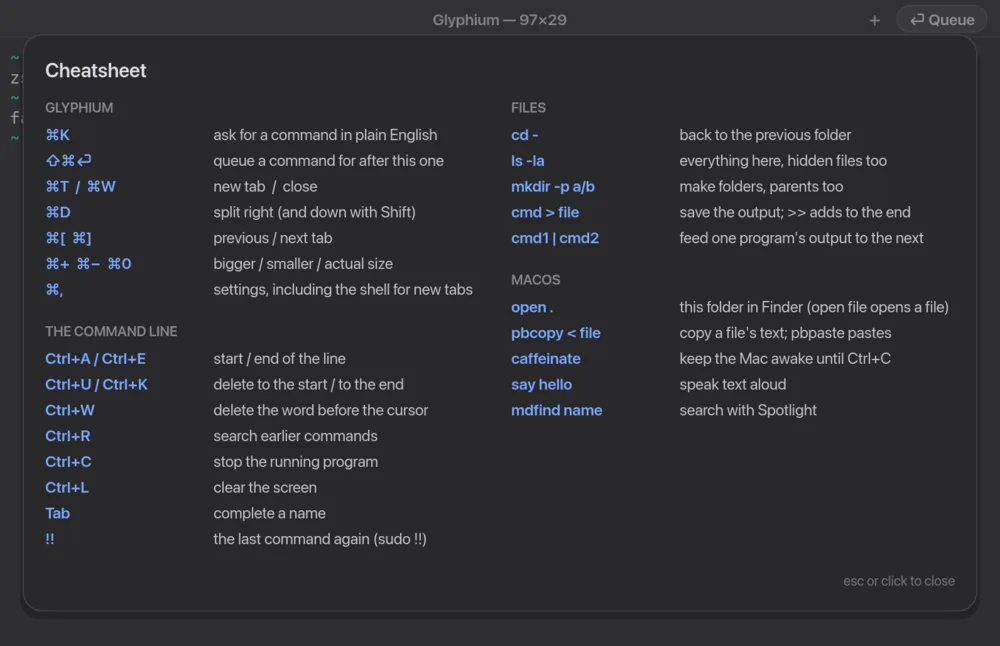 Glyphium — 97×29
+
⏎ Queue
~
~
~
Cheatsheet
GLYPHIUM
⌘K ask for a command in plain English
⇧⌘⏎ queue a command for after this one
⌘T / ⌘W new tab / close
⌘D split right (and down with Shift)
⌘[ ⌘] previous / next tab
⌘+ ⌘− ⌘0 bigger / smaller / actual size
⌘, settings, including the shell for new tabs
THE COMMAND LINE
Ctrl+A / Ctrl+E start / end of the line
Ctrl+U / Ctrl+K delete to the start / to the end
Ctrl+W delete the word before the cursor
Ctrl+R search earlier commands
Ctrl+C stop the running program
Ctrl+L clear the screen
Tab complete a name
!! the last command again (sudo !!)
FILES
cd - back to the previous folder
ls -la everything here, hidden files too
mkdir -p a/b make folders, parents too
cmd > file save the output; >> adds to the end
cmd1 | cmd2 feed one program's output to the next
MACOS
open . this folder in Finder (open file opens a file)
pbcopy < file copy a file's text; pbpaste pastes
caffeinate keep the Mac awake until Ctrl+C
say hello speak text aloud
mdfind name search with Spotlight
esc or click to close